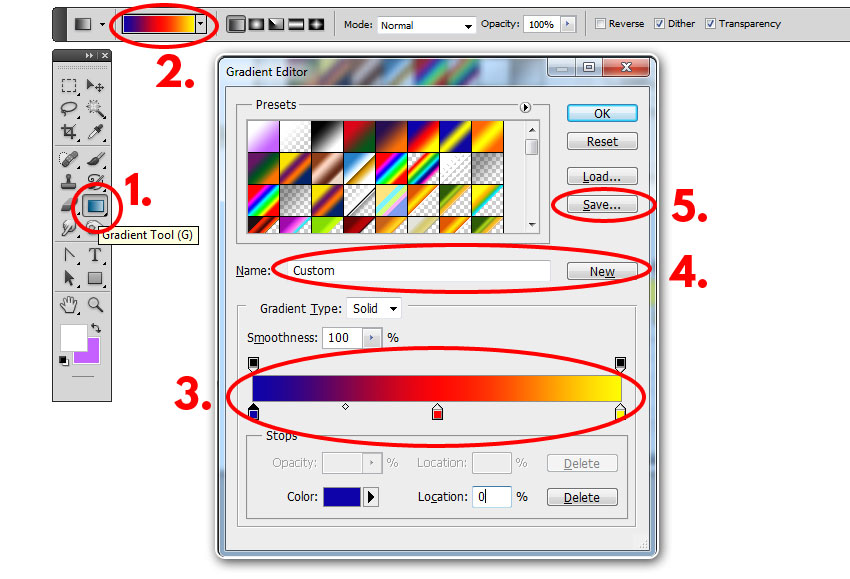 Mode: Normal Opacity: 100% Reverse Dither Transparency
2.
Gradient Editor
Presets
OK
Reset
Load...
1.
Save...
5.
Gradient Tool (G)
T
Name: Custom New
4.
Gradient Type: Solid
Smoothness: 100 %
3.
Stops
Opacity: % Location: % Delete
Color: Location: 0 % Delete